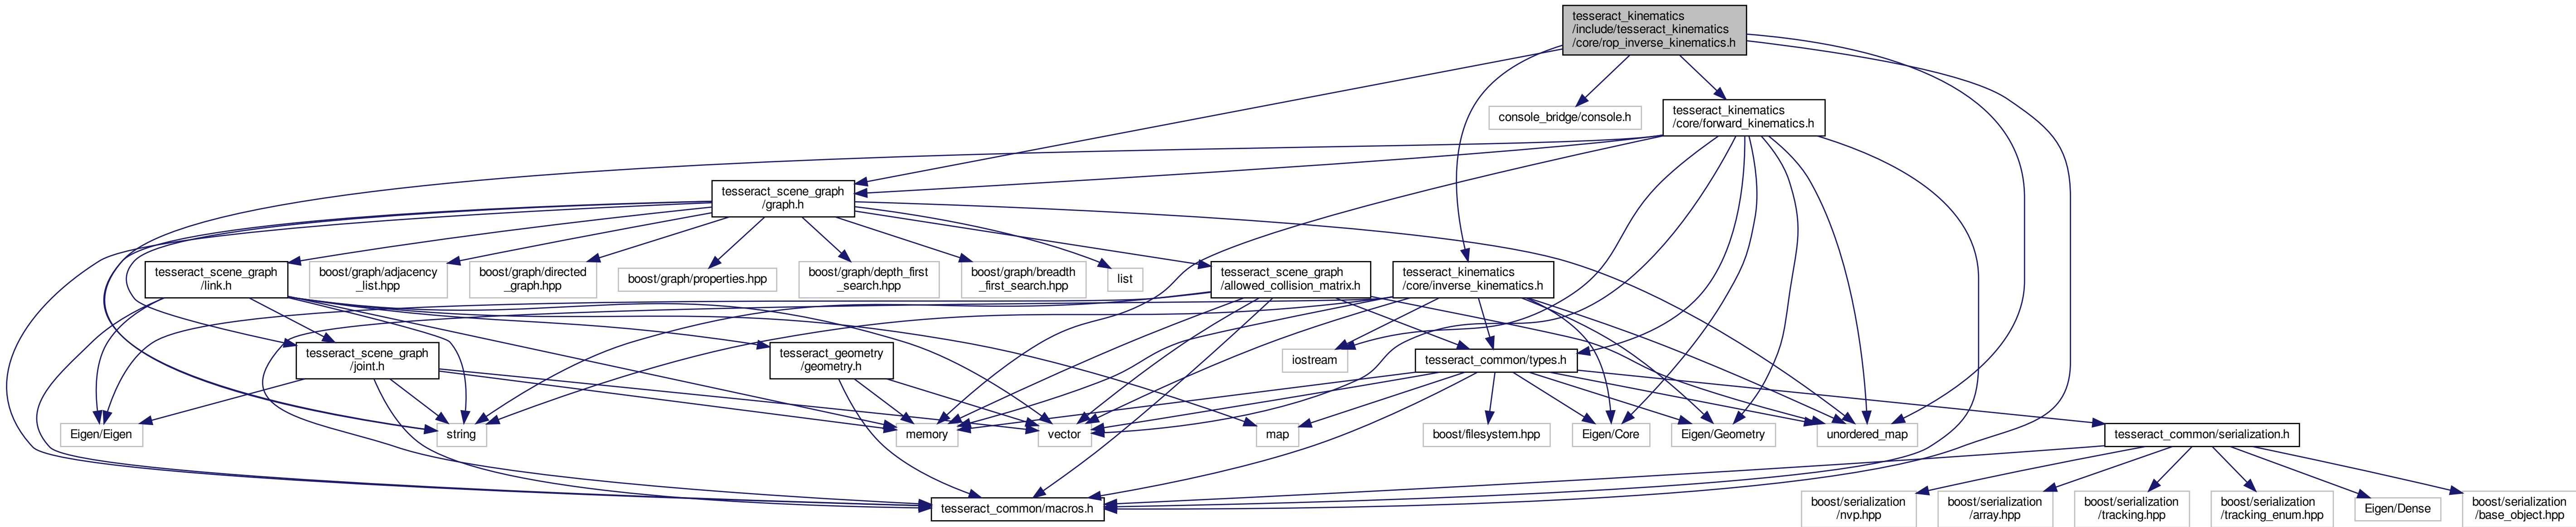 tesseract_kinematics
/include/tesseract_kinematics
/core/rop_inverse_kinematics.h
console_bridge/console.h
tesseract_kinematics
/core/forward_kinematics.h
tesseract_scene_graph
/graph.h
tesseract_scene_graph
/link.h
boost/graph/adjacency
_list.hpp
boost/graph/directed
_graph.hpp
boost/graph/properties.hpp
boost/graph/depth_first
_search.hpp
boost/graph/breadth
_first_search.hpp
list
tesseract_scene_graph
/allowed_collision_matrix.h
tesseract_kinematics
/core/inverse_kinematics.h
tesseract_scene_graph
/joint.h
tesseract_geometry
/geometry.h
iostream
tesseract_common/types.h
Eigen/Eigen
string
memory
vector
map
boost/filesystem.hpp
Eigen/Core
Eigen/Geometry
unordered_map
tesseract_common/serialization.h
tesseract_common/macros.h
boost/serialization
/nvp.hpp
boost/serialization
/array.hpp
boost/serialization
/tracking.hpp
boost/serialization
/tracking_enum.hpp
Eigen/Dense
boost/serialization
/base_object.hpp